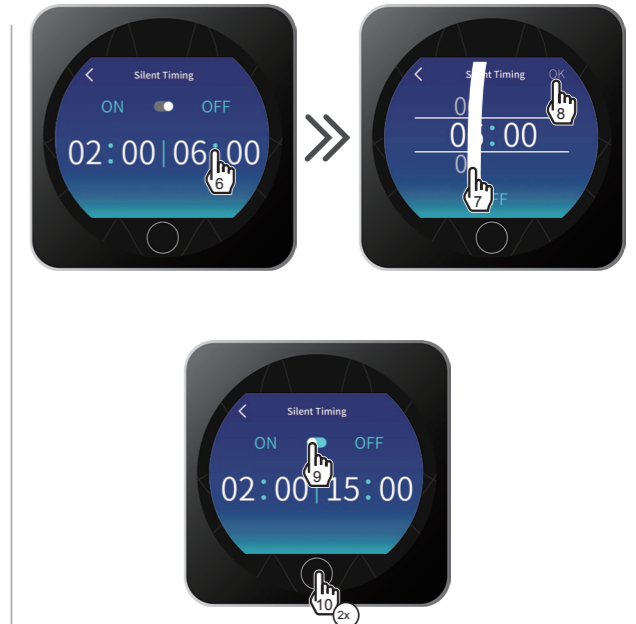 Silent Timing
ON OFF
02:00 | 06:00
6
Silent Timing OK
8
00
7
Silent Timing
ON OFF
9
02:00 | 15:00
10
2x